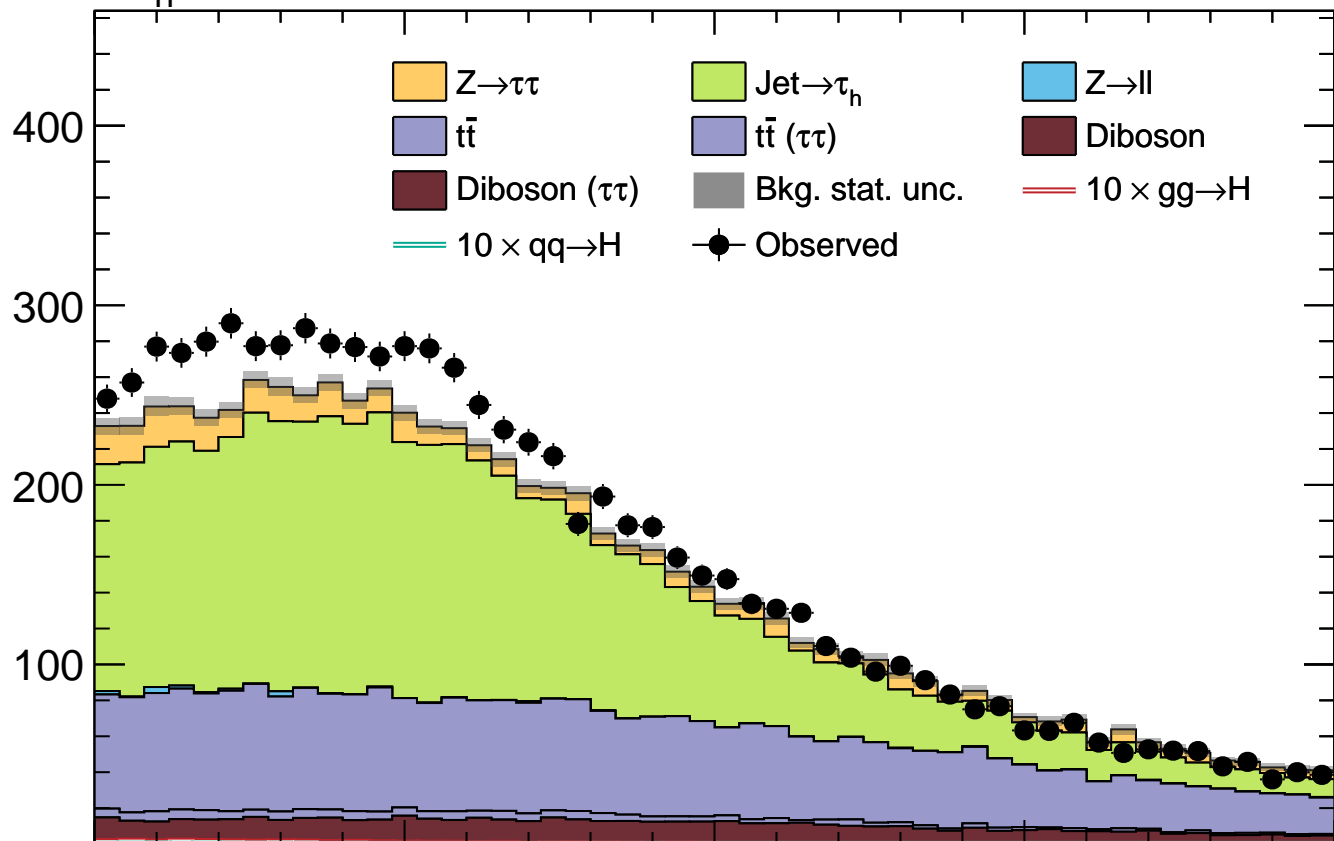 H
Z→ττ Jet→τh Z→ll
400 tt̄ tt̄ (ττ) Diboson
Diboson (ττ) Bkg. stat. unc. 10 × gg→H
10 × qq→H Observed
300
200
100